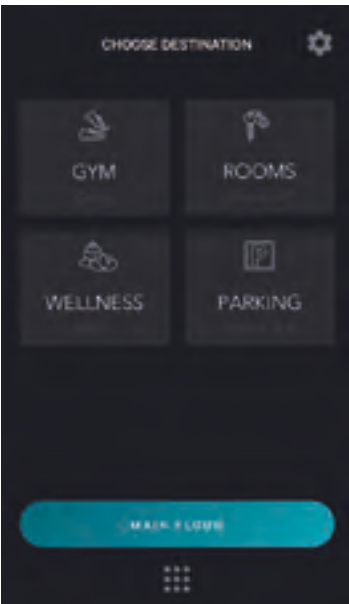 CHOOSE DESTINATION
GYM
ROOMS
WELLNESS
PARKING
MAIN FLOOR